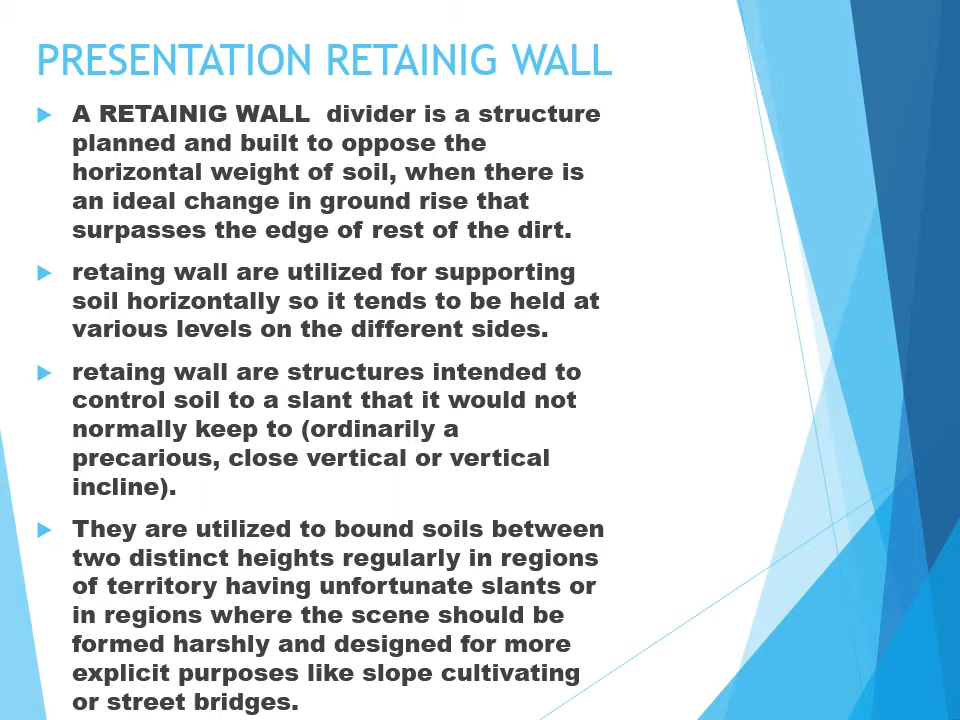 PRESENTATION RETAINIG WALL
A RETAINIG WALL divider is a structure
planned and built to oppose the
horizontal weight of soil, when there is
an ideal change in ground rise that
surpasses the edge of rest of the dirt.
retaing wall are utilized for supporting
soil horizontally so it tends to be held at
various levels on the different sides.
retaing wall are structures intended to
control soil to a slant that it would not
normally keep to (ordinarily a
precarious, close vertical or vertical
incline).
They are utilized to bound soils between
two distinct heights regularly in regions
of territory having unfortunate slants or
in regions where the scene should be
formed harshly and designed for more
explicit purposes like slope cultivating
or street bridges.